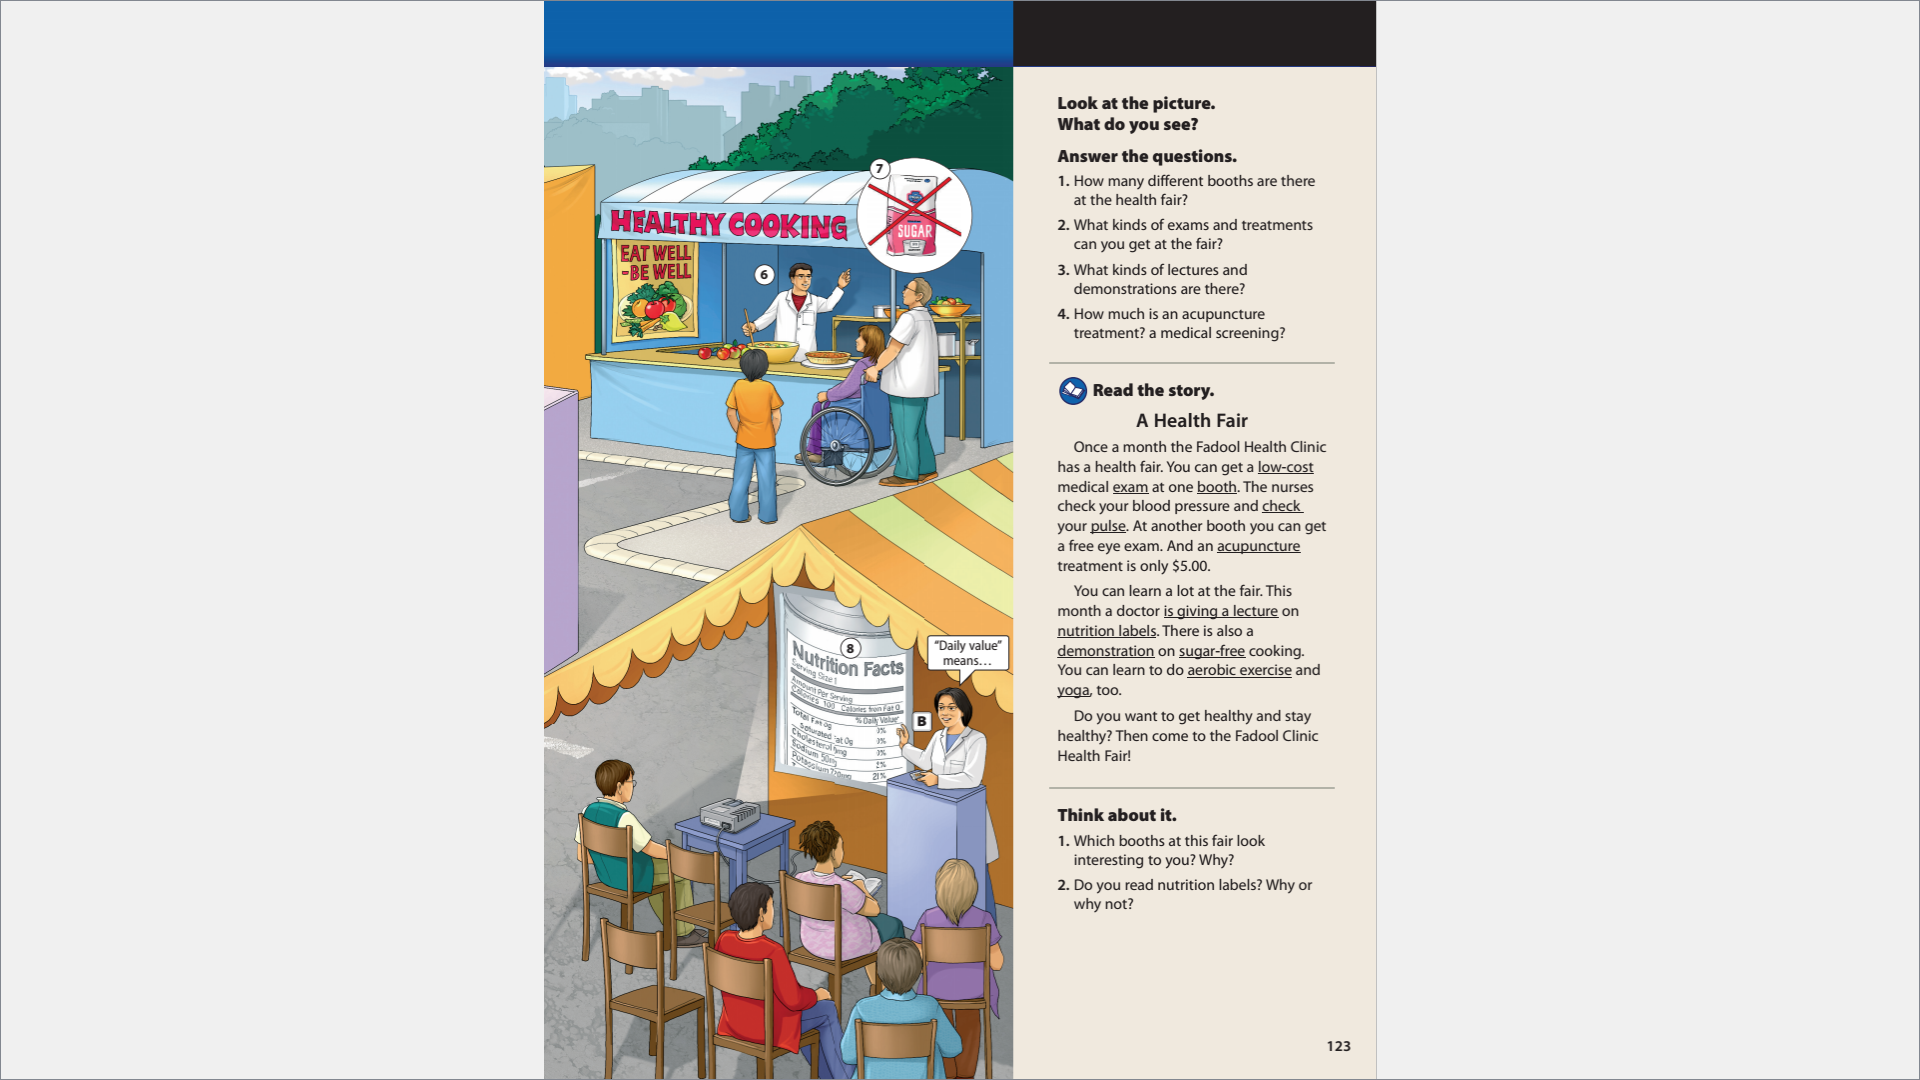 7
SUGAR
HEALTHY COOKING
EAT WELL
-BE WELL
6
8
"Daily value"
means…
Nutrition Facts
Serving Size 1
Amount Per Serving
Calories 100 Calories from Fat 0
% Daily Value*
Total Fat 0g
Saturated Fat 0g
Cholesterol
Sodium 50mg
Potassium
21%
B
Look at the picture.
What do you see?
Answer the questions.
1. How many different booths are there
at the health fair?
2. What kinds of exams and treatments
can you get at the fair?
3. What kinds of lectures and
demonstrations are there?
4. How much is an acupuncture
treatment? a medical screening?
Read the story.
A Health Fair
Once a month the Fadool Health Clinic
has a health fair. You can get a low-cost
medical exam at one booth. The nurses
check your blood pressure and check
your pulse. At another booth you can get
a free eye exam. And an acupuncture
treatment is only $5.00.
You can learn a lot at the fair. This
month a doctor is giving a lecture on
nutrition labels. There is also a
demonstration on sugar-free cooking.
You can learn to do aerobic exercise and
yoga, too.
Do you want to get healthy and stay
healthy? Then come to the Fadool Clinic
Health Fair!
Think about it.
1. Which booths at this fair look
interesting to you? Why?
2. Do you read nutrition labels? Why or
why not?
123